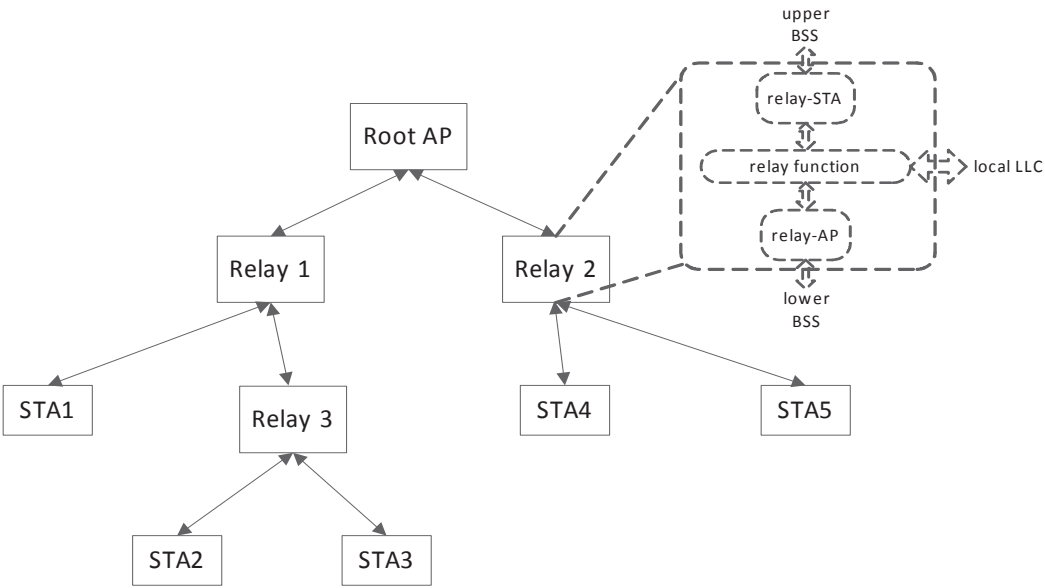 upper
BSS
relay-STA
Root AP
relay function
local LLC
relay-AP
Relay 1
Relay 2
lower
BSS
STA1
Relay 3
STA4
STA5
STA2
STA3